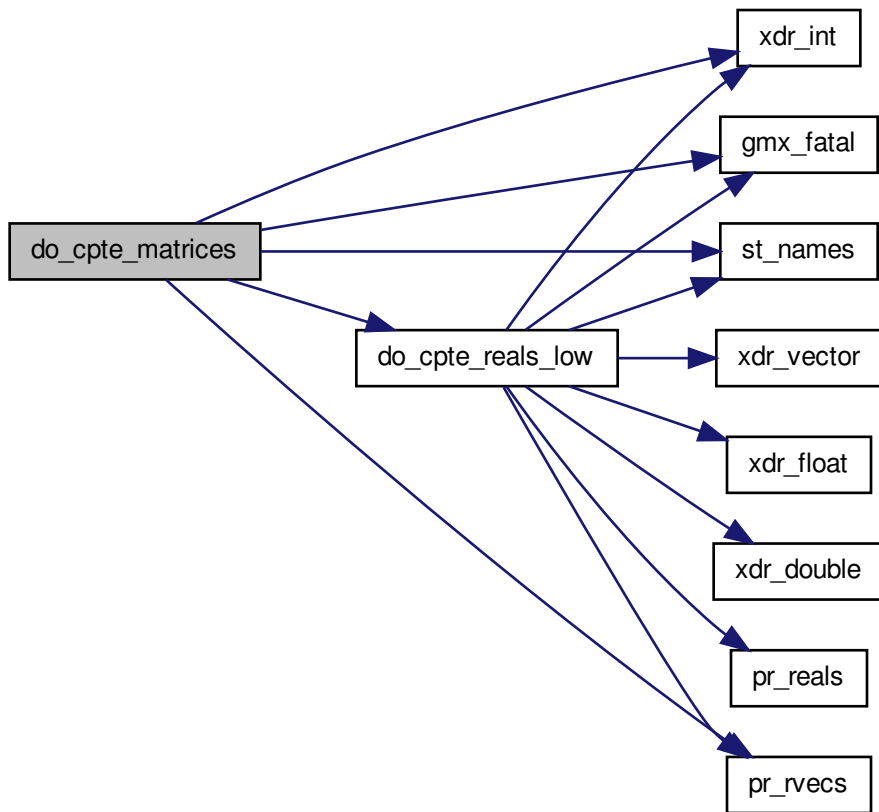 xdr_int
gmx_fatal
do_cpte_matrices
st_names
do_cpte_reals_low
xdr_vector
xdr_float
xdr_double
pr_reals
pr_rvecs